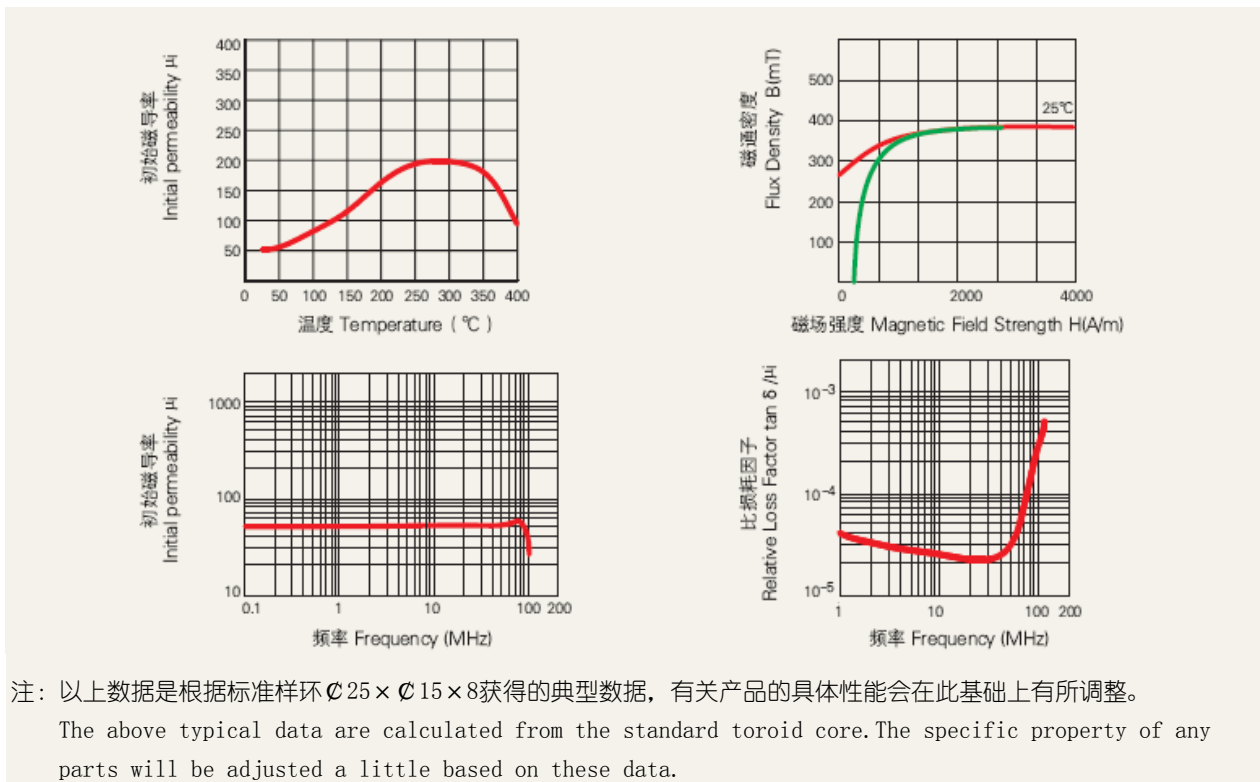 400
350
300
250
200
150
100
50
0 50 100 150 200 250 300 350 400
初始磁导率
Initial permeability μi
温度 Temperature ( ℃ )
500
400
300
200
100
0 2000 4000
25℃
磁通密度
Flux Density B(mT)
磁场强度 Magnetic Field Strength H(A/m)
1000
100
10
0.1 1 10 100 200
初始磁导率
Initial permeability μi
频率 Frequency (MHz)
10⁻³
10⁻⁴
10⁻⁵
1 10 100 200
比损耗因子
Relative Loss Factor tan δ /μi
频率 Frequency (MHz)
注: 以上数据是根据标准样环₡25×₡15×8获得的典型数据，有关产品的具体性能会在此基础上有所调整。
The above typical data are calculated from the standard toroid core.The specific property of any
parts will be adjusted a little based on these data.